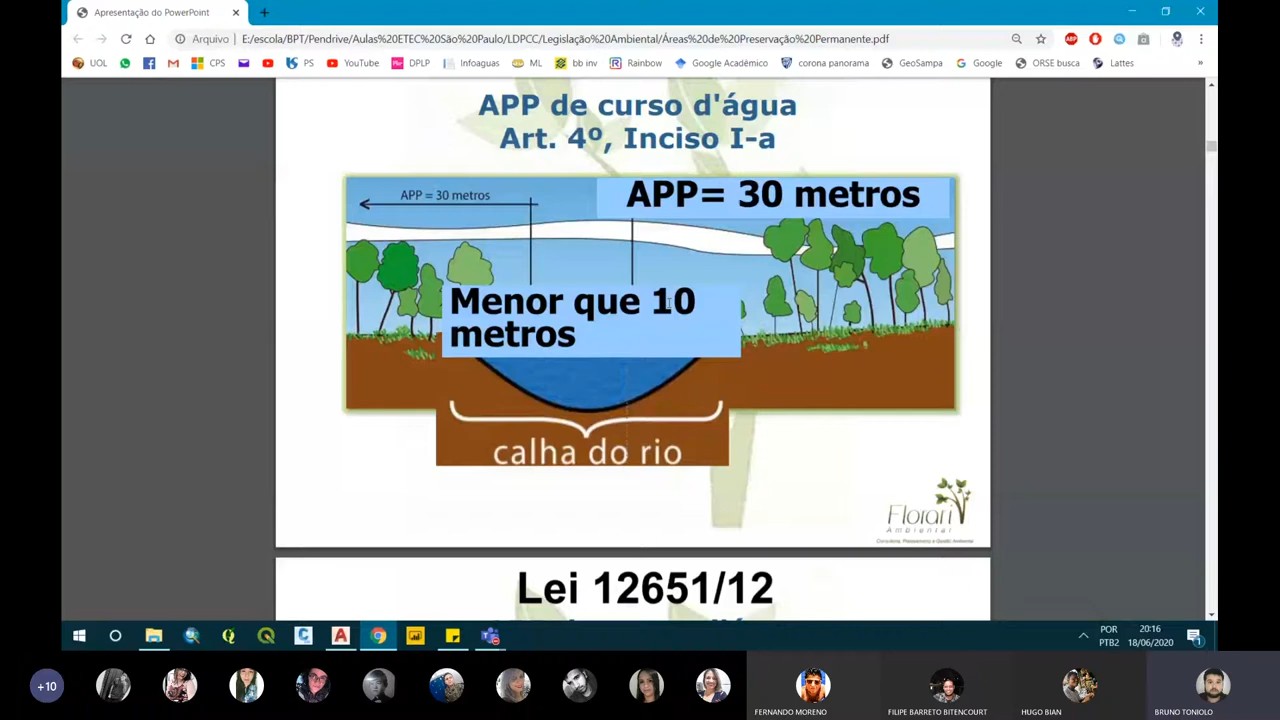 Apresentação do PowerPoint
Arquivo
E:/escola/BPT/Pendrive/Aulas%20ETEC%20São%20Paulo/LDPCC/Legislação%20Ambiental/Áreas%20de%20Preservação%20Permanente.pdf
UOL
CPS
PS
YouTube
DPLP
Infoaguas
ML
bb inv
Rainbow
Google Acadêmico
corona panorama
GeoSampa
Google
ORSE busca
Lattes
»
APP de curso d'água
Art. 4º, Inciso I-a
APP = 30 metros
APP= 30 metros
Menor que 10
metros
calha do rio
Florari
Ambiental
Lei 12651/12
POR
PTB2
20:16
18/06/2020
1
+10
FERNANDO MORENO
FILIPE BARRETO BITENCOURT
HUGO BIAN
BRUNO TONIOLO